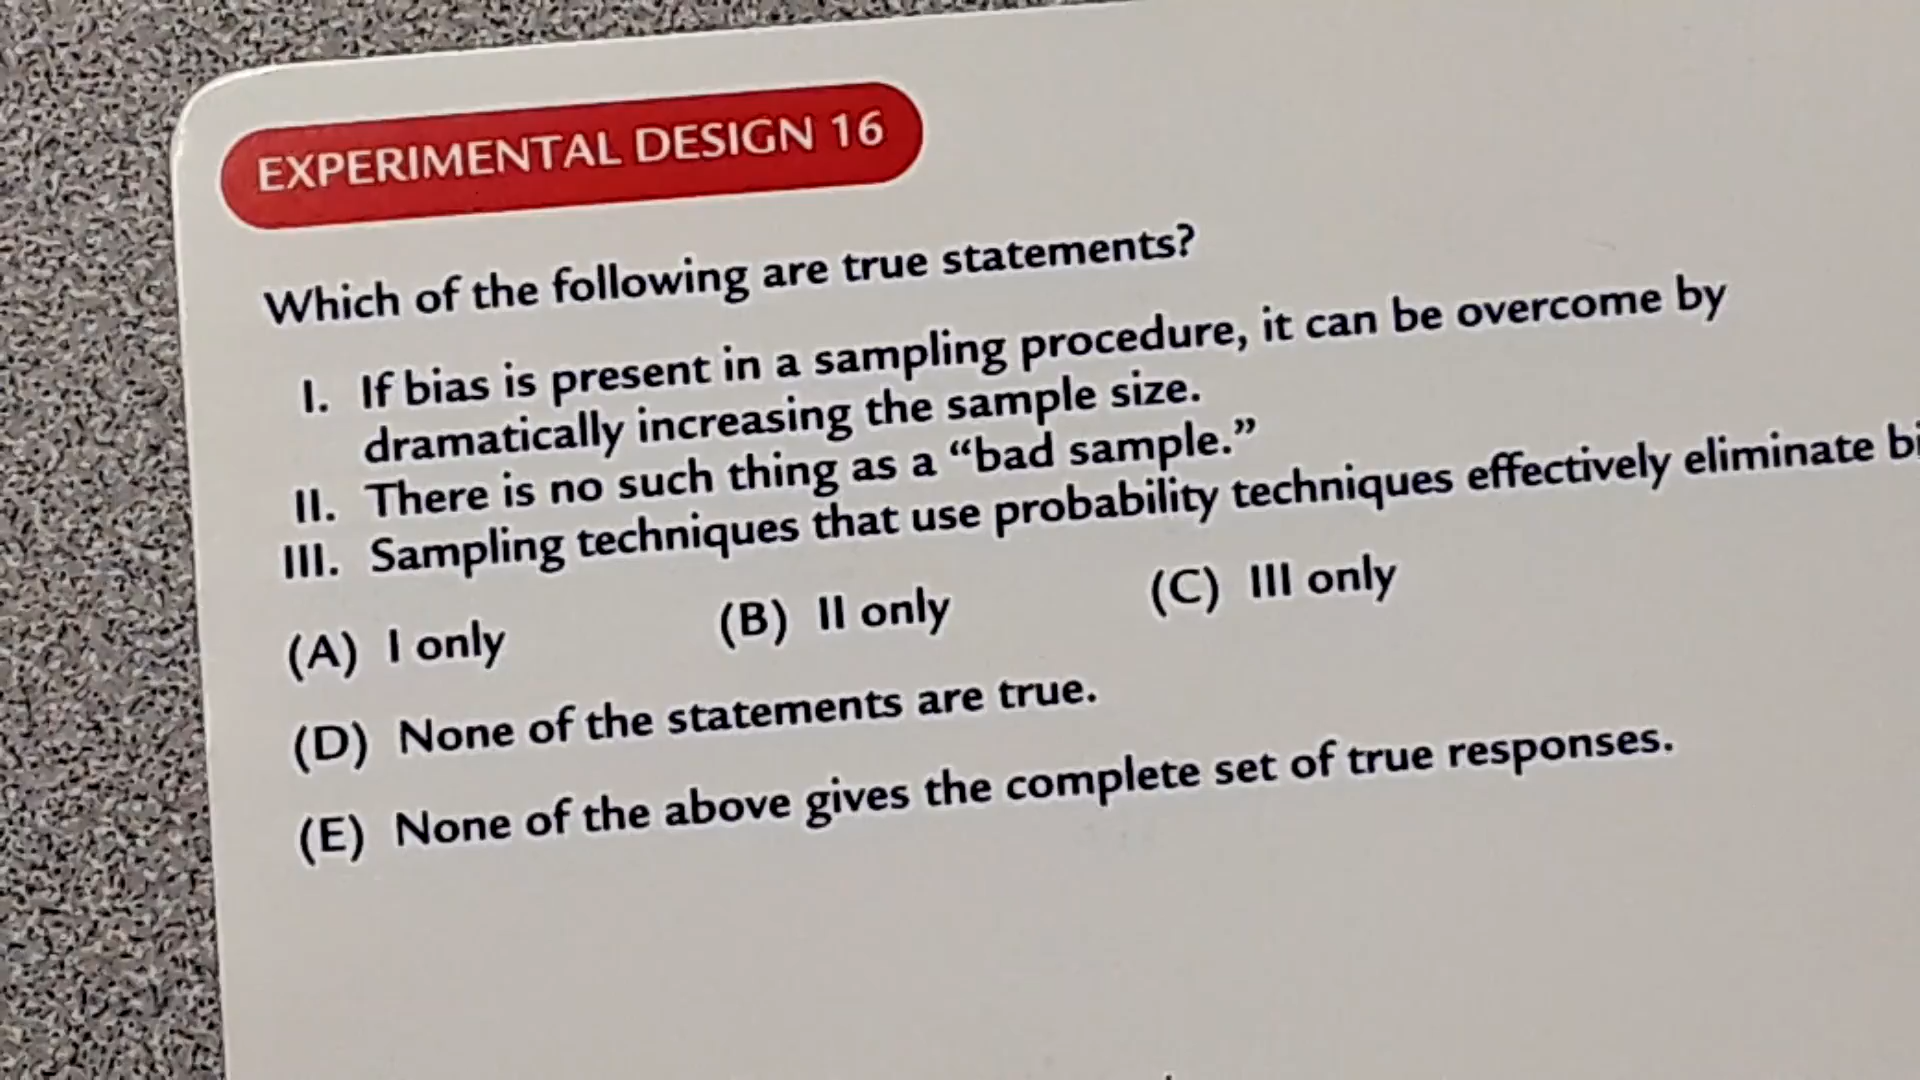 EXPERIMENTAL DESIGN 16
Which of the following are true statements?
I. If bias is present in a sampling procedure, it can be overcome by
dramatically increasing the sample size.
II. There is no such thing as a “bad sample.”
III. Sampling techniques that use probability techniques effectively eliminate
(A) I only (B) II only (C) III only
(D) None of the statements are true.
(E) None of the above gives the complete set of true responses.